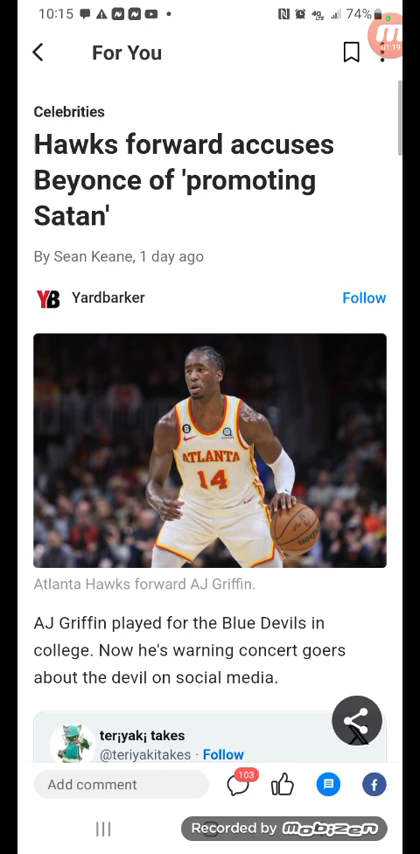 10:15
74%
01:19
For You
Celebrities
Hawks forward accuses
Beyonce of 'promoting
Satan'
By Sean Keane, 1 day ago
YB Yardbarker
Follow
ATLANTA
14
Atlanta Hawks forward AJ Griffin.
AJ Griffin played for the Blue Devils in
college. Now he's warning concert goers
about the devil on social media.
ter¡yak¡ takes
@teriyakitakes · Follow
Add comment
103
Recorded by mobizen